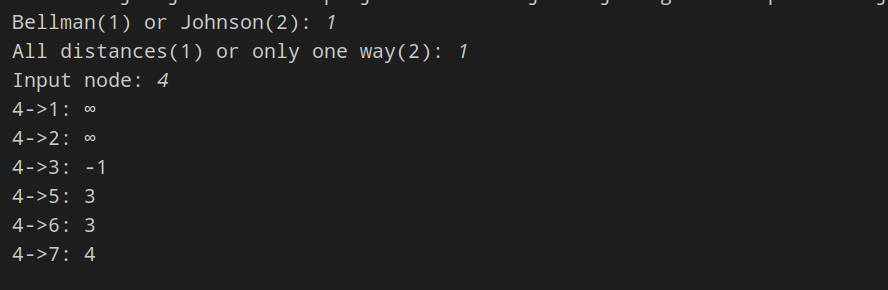 Bellman(1) or Johnson(2): 1
All distances(1) or only one way(2): 1
Input node: 4
4->1: ∞
4->2: ∞
4->3: -1
4->5: 3
4->6: 3
4->7: 4